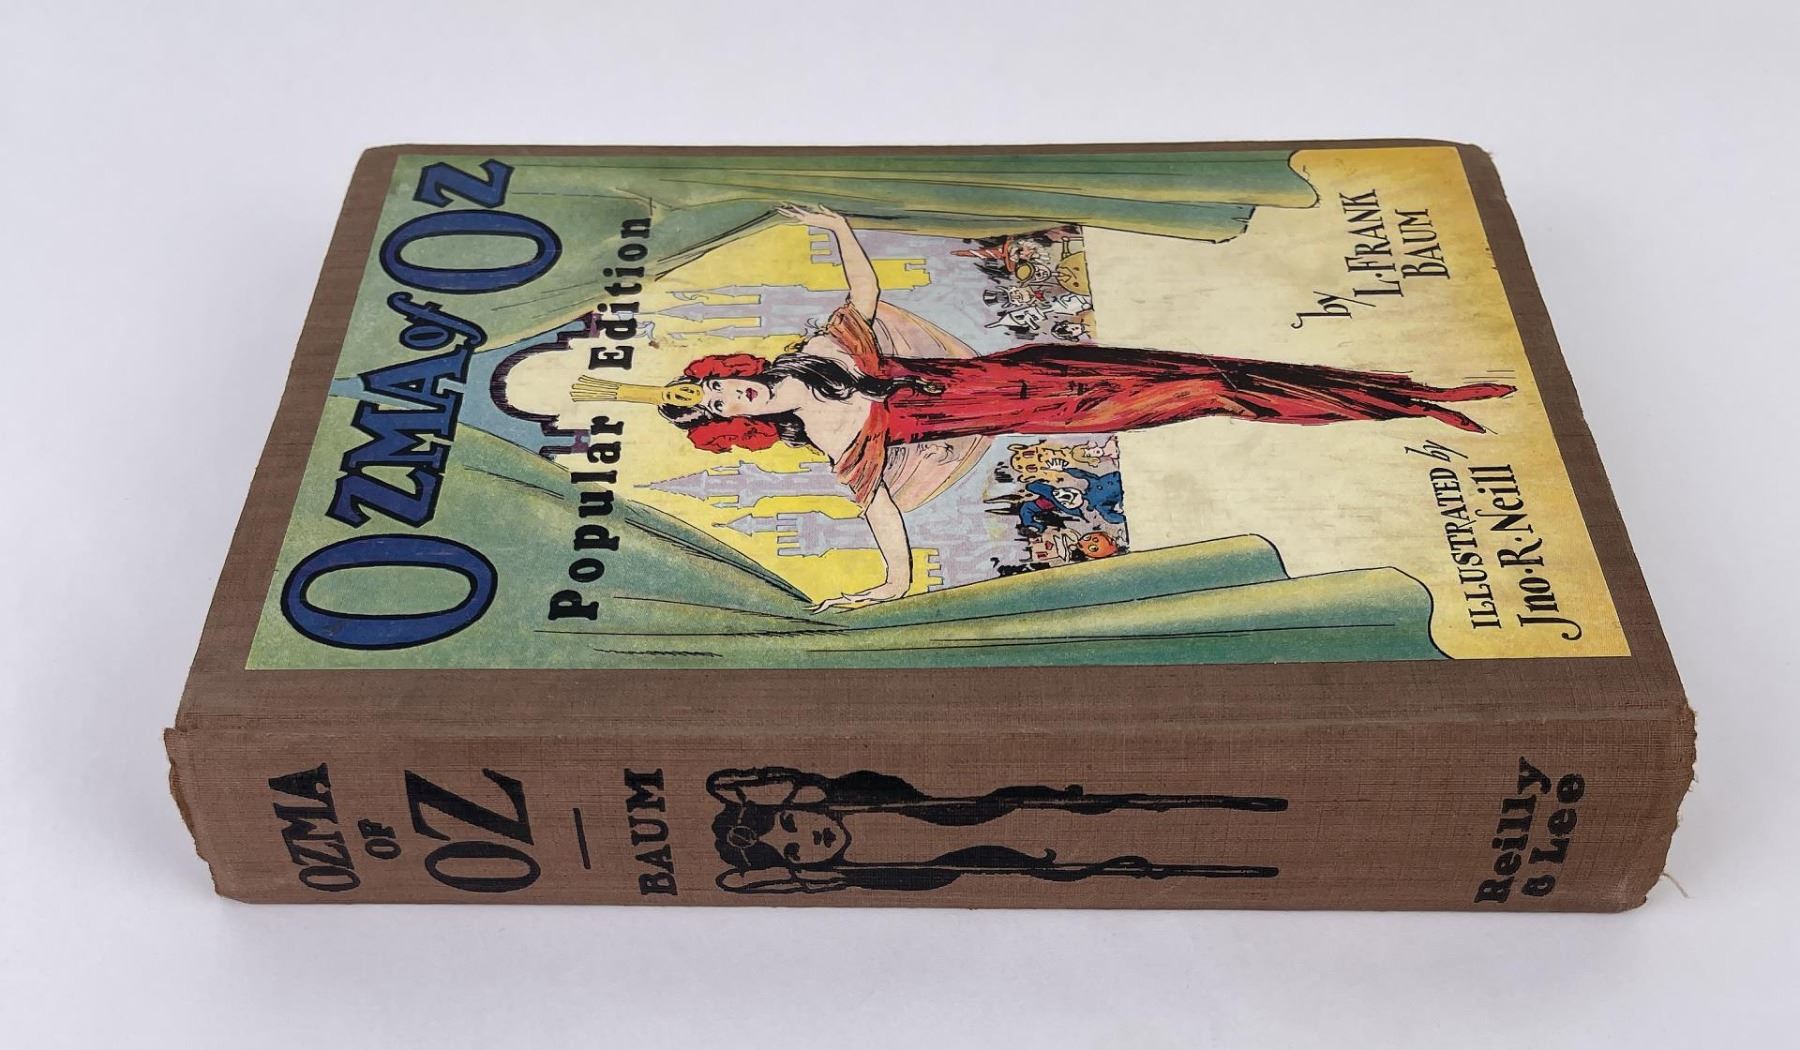 OZMA of OZ
Popular Edition
by
L. FRANK
BAUM
ILLUSTRATED by
Jno. R. Neill
OZMA
OF
OZ
BAUM
Reilly
& Lee